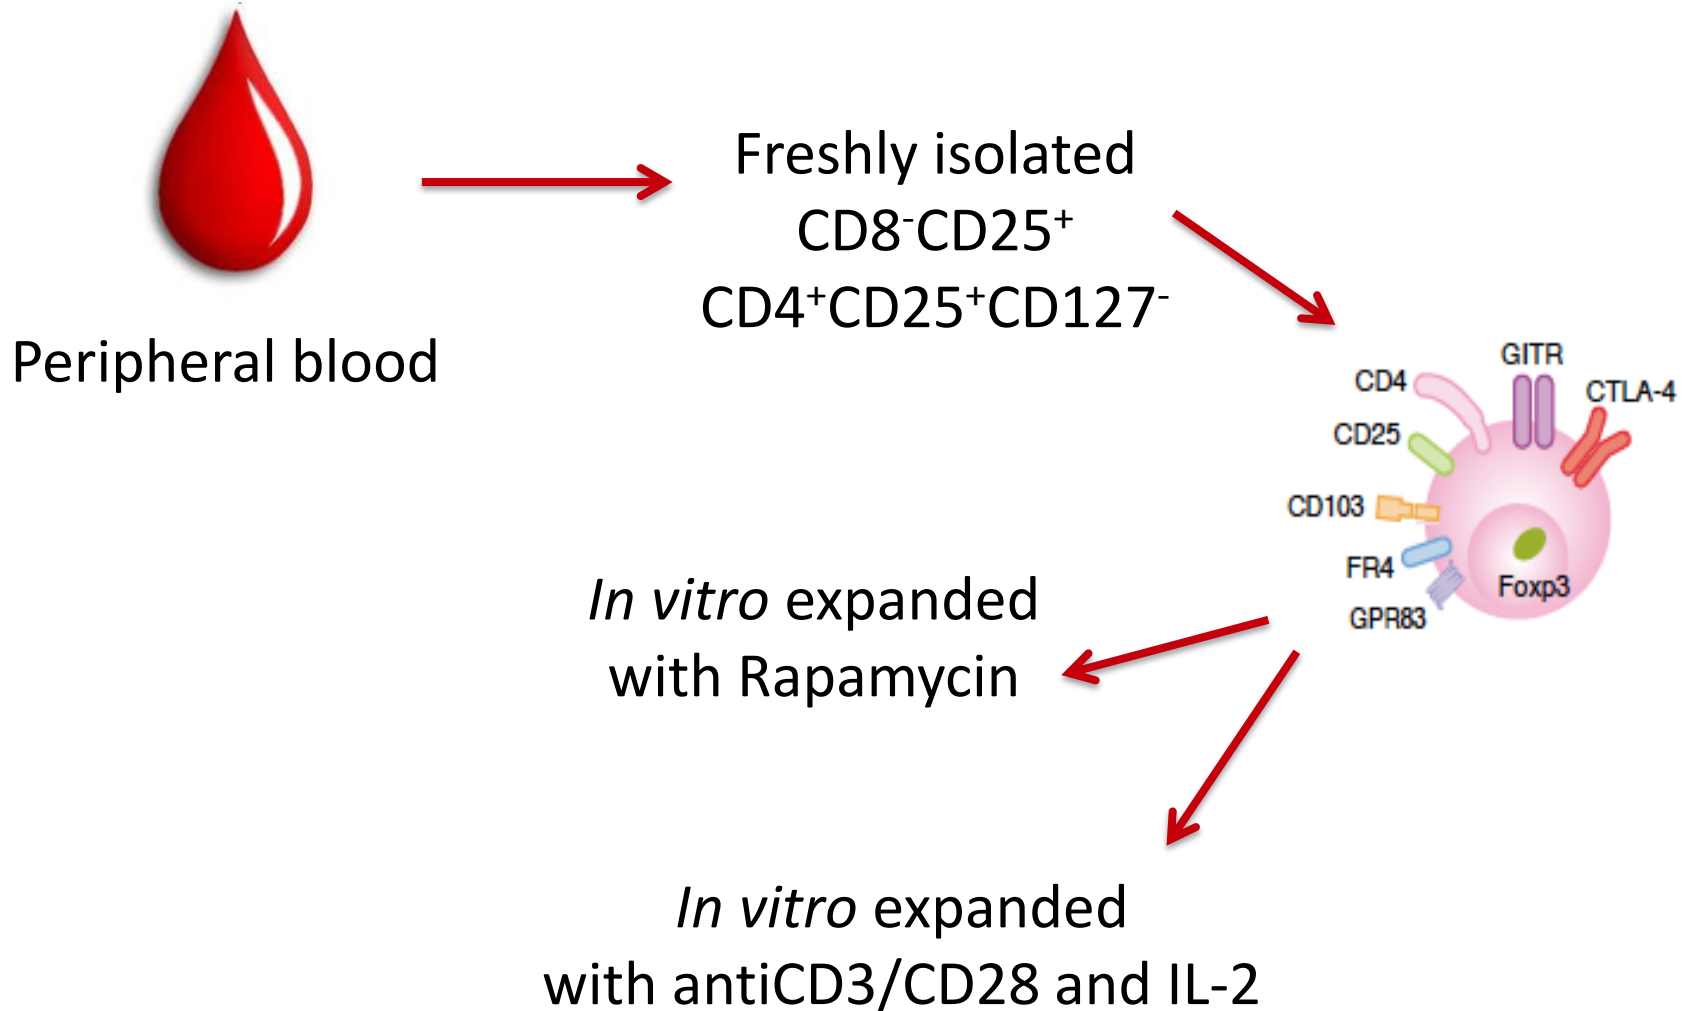 Peripheral blood
Freshly isolated
CD8⁻CD25⁺
CD4⁺CD25⁺CD127⁻
GITR
CD4
CTLA-4
CD25
CD103
FR4
Foxp3
GPR83
In vitro expanded
with Rapamycin
In vitro expanded
with antiCD3/CD28 and IL-2